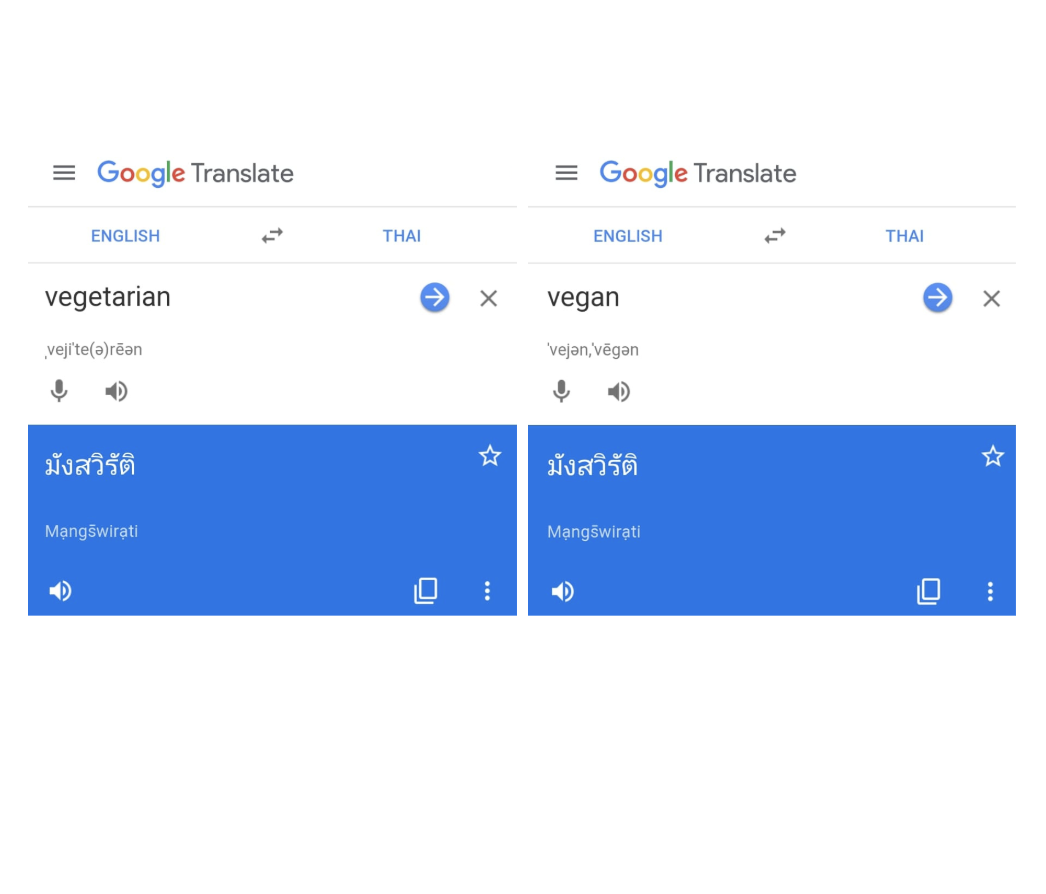 Google Translate
ENGLISH THAI
vegetarian
ˌvejiˈte(ə)rēən
มังสวิรัติ
Mạngs̄wirạti
Google Translate
ENGLISH THAI
vegan
ˈvejən,ˈvēgən
มังสวิรัติ
Mạngs̄wirạti